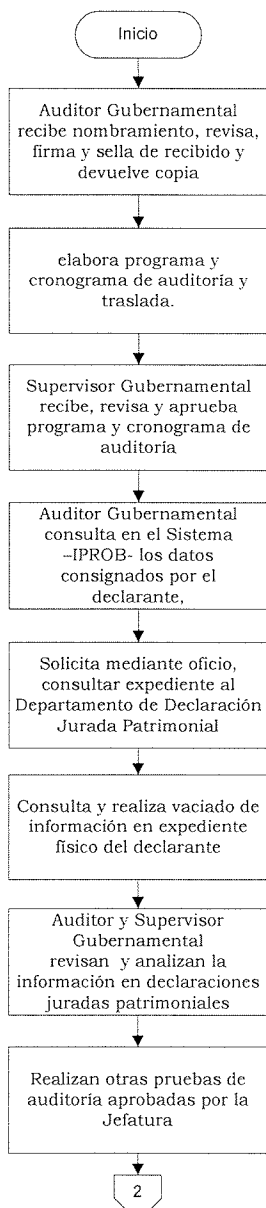 Inicio
Auditor Gubernamental
recibe nombramiento, revisa,
firma y sella de recibido y
devuelve copia
elabora programa y
cronograma de auditoría y
traslada.
Supervisor Gubernamental
recibe, revisa y aprueba
programa y cronograma de
auditoría
Auditor Gubernamental
consulta en el Sistema
–IPROB- los datos
consignados por el
declarante,
Solicita mediante oficio,
consultar expediente al
Departamento de Declaración
Jurada Patrimonial
Consulta y realiza vaciado de
información en expediente
físico del declarante
Auditor y Supervisor
Gubernamental
revisan y analizan la
información en declaraciones
juradas patrimoniales
Realizan otras pruebas de
auditoría aprobadas por la
Jefatura
2